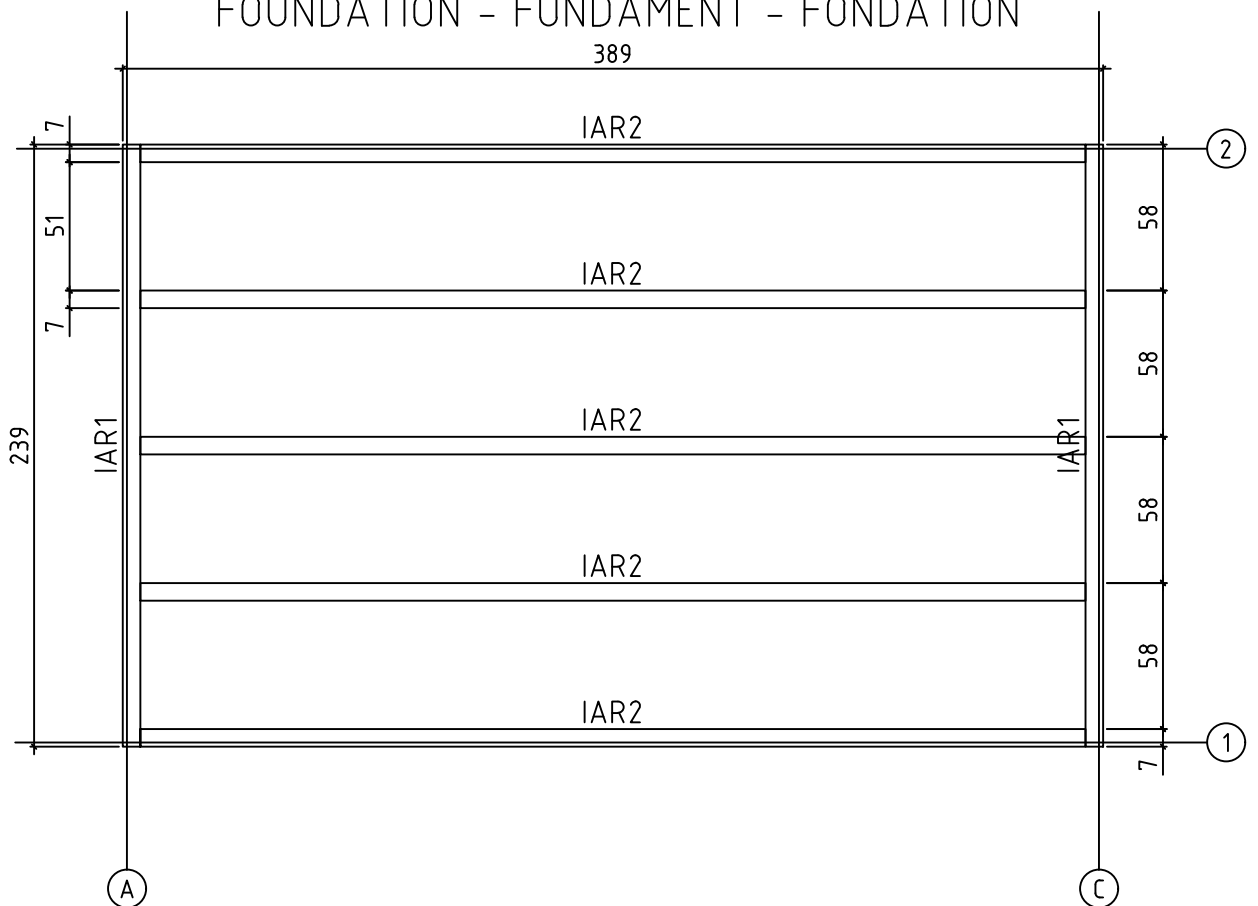 FOUNDATION - FUNDAMENT - FONDATION
389
7
IAR2
2
51
58
IAR2
7
58
239
IAR1
IAR2
IAR1
58
IAR2
58
IAR2
1
7
A
C